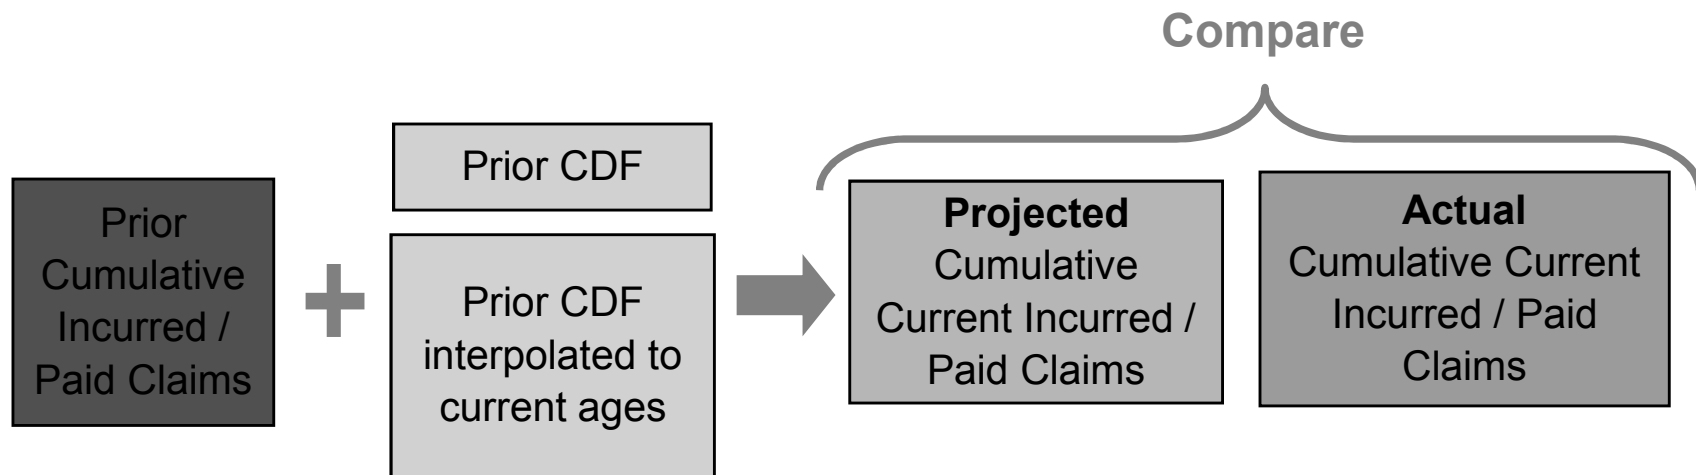 Compare
Prior
Cumulative
Incurred /
Paid Claims
+
Prior CDF
Prior CDF
interpolated to
current ages
Projected
Cumulative
Current Incurred /
Paid Claims
Actual
Cumulative Current
Incurred / Paid
Claims